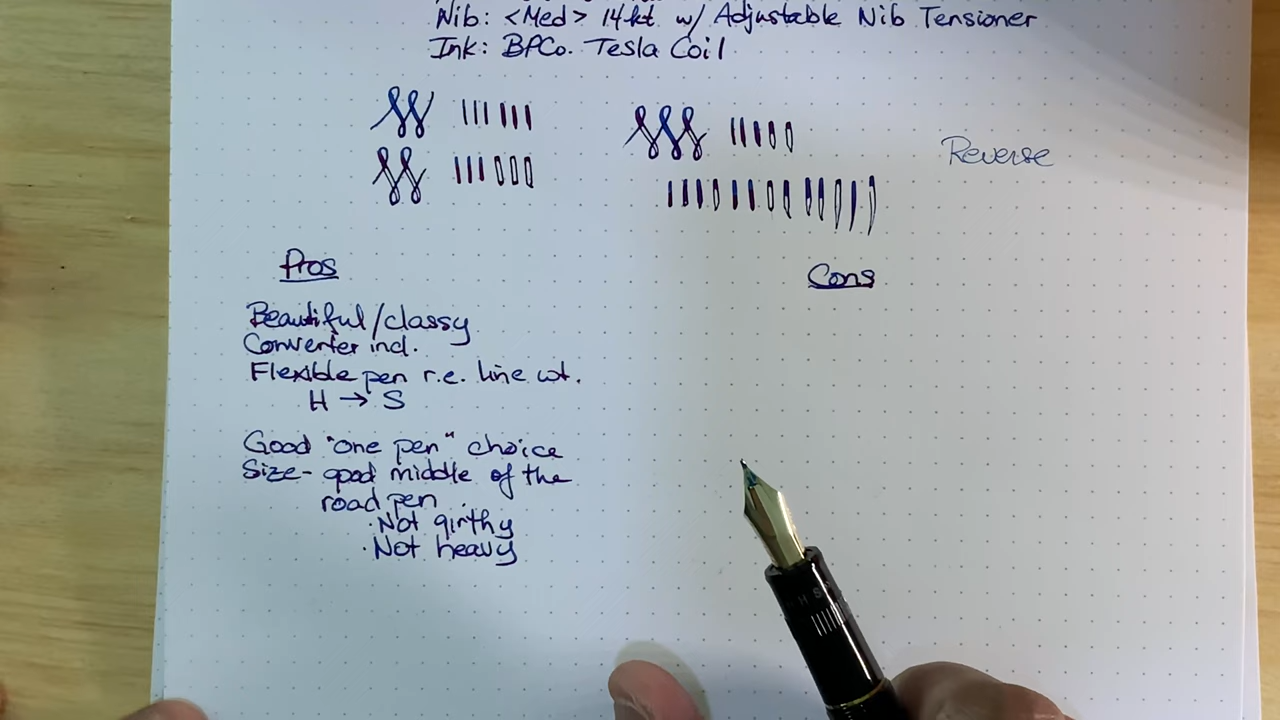 Nib: <Med> 14kt w/ Adjustable Nib Tensioner
Ink: BPCo. Tesla Coil
Reverse
Pros
Beautiful/classy
Converter incl.
Flexible pen r.e. line wt.
H → S
Good "one pen" choice
Size- good middle of the
road pen
· Not girthy
· Not heavy
Cons
H S